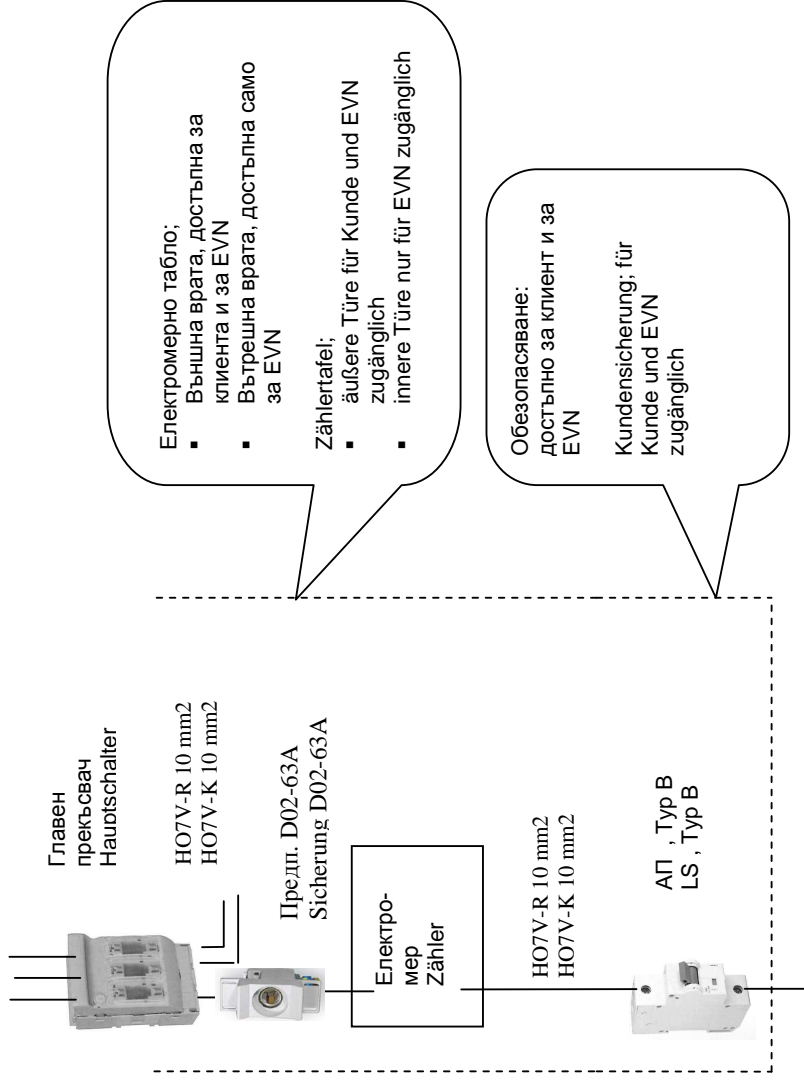 Главен
прекъсвач
Hauptschalter
HO7V-R 10 mm2
HO7V-K 10 mm2
Предп. D02-63A
Sicherung D02-63A
Електро-
мер
Zähler
HO7V-R 10 mm2
HO7V-K 10 mm2
АП , Typ B
LS , Typ B
Електромерно табло;
▪ Външна врата, достъпна за
клиента и за EVN
▪ Вътрешна врата, достъпна само
за EVN
Zählertafel;
▪ äußere Türe für Kunde und EVN
zugänglich
▪ innere Türe nur für EVN zugänglich
Обезопасяване:
достъпно за клиент и за
EVN
Kundensicherung; für
Kunde und EVN
zugänglich